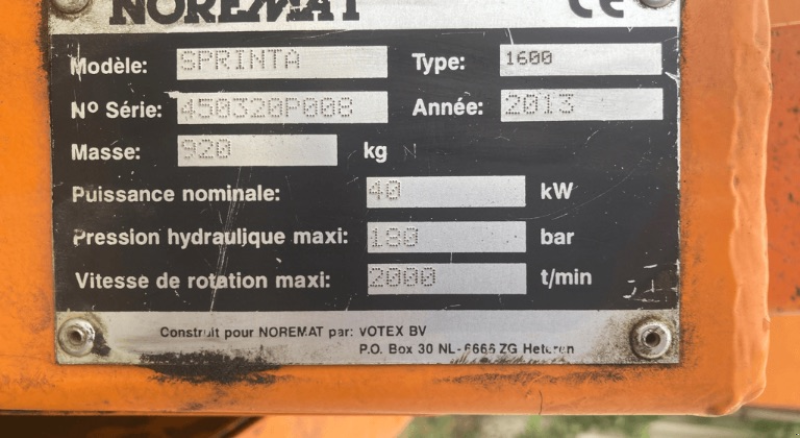 NOREMAT CE
Modèle: SPRINTA Type: 1600
Nº Série: 450320P008 Année: 2013
Masse: 920 kg N
Puissance nominale: 40 kW
Pression hydraulique maxi: 180 bar
Vitesse de rotation maxi: 2000 t/min
Construit pour NOREMAT par: VOTEX BV
P.O. Box 30 NL-6666 ZG Heteren